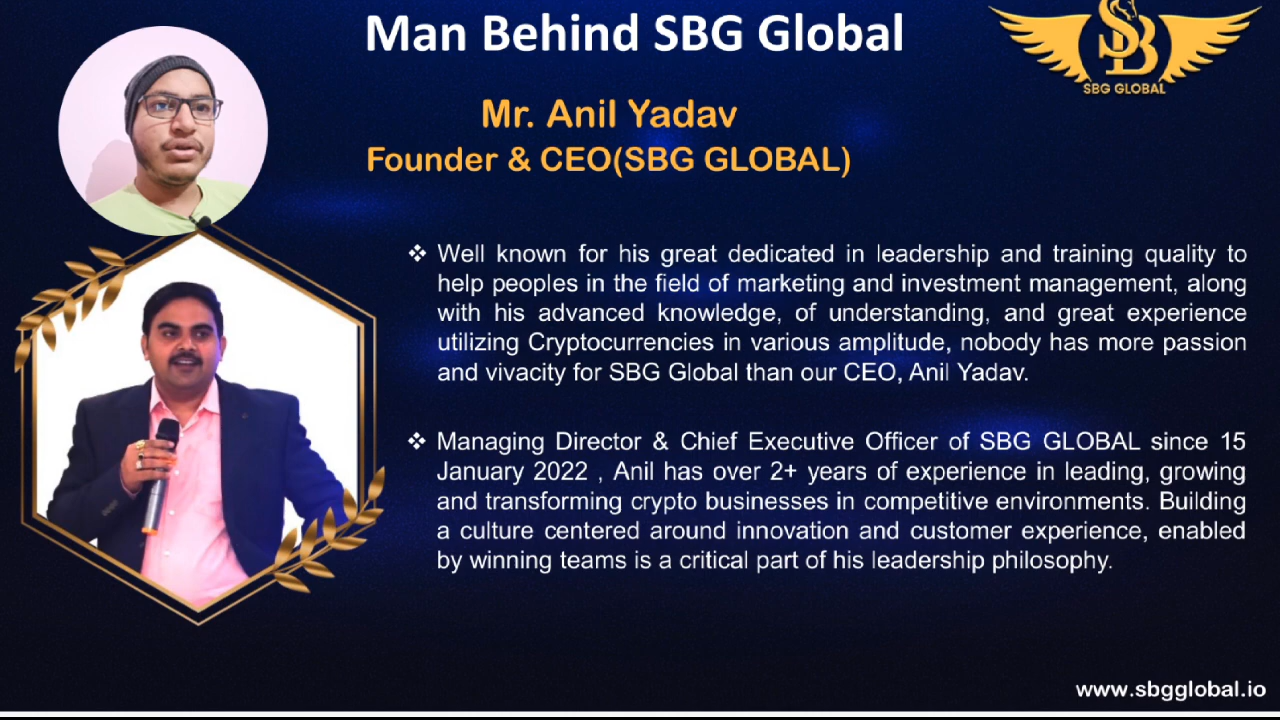 Man Behind SBG Global
SB
SBG GLOBAL
Mr. Anil Yadav
Founder & CEO(SBG GLOBAL)
❖ Well known for his great dedicated in leadership and training quality to
help peoples in the field of marketing and investment management, along
with his advanced knowledge, of understanding, and great experience
utilizing Cryptocurrencies in various amplitude, nobody has more passion
and vivacity for SBG Global than our CEO, Anil Yadav.
❖ Managing Director & Chief Executive Officer of SBG GLOBAL since 15
January 2022 , Anil has over 2+ years of experience in leading, growing
and transforming crypto businesses in competitive environments. Building
a culture centered around innovation and customer experience, enabled
by winning teams is a critical part of his leadership philosophy.
www.sbgglobal.io